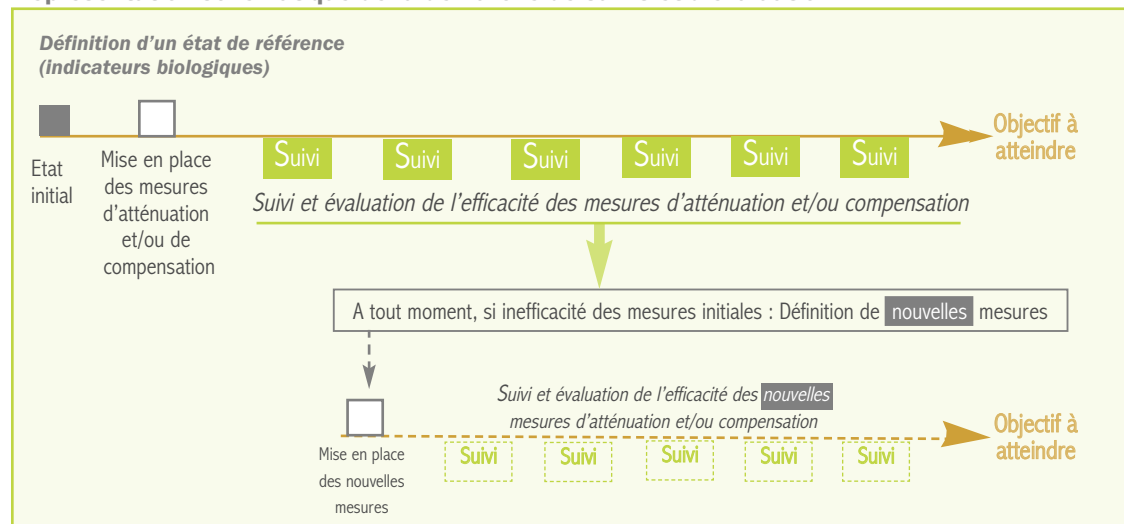 Définition d'un état de référence
(indicateurs biologiques)
Etat
initial
Mise en place
des mesures
d'atténuation
et/ou de
compensation
Suivi
Suivi
Suivi
Suivi
Suivi
Suivi
Objectif à
atteindre
Suivi et évaluation de l'efficacité des mesures d'atténuation et/ou compensation
A tout moment, si inefficacité des mesures initiales : Définition de nouvelles mesures
Suivi et évaluation de l'efficacité des nouvelles
mesures d'atténuation et/ou compensation
Mise en place
des nouvelles
mesures
Suivi
Suivi
Suivi
Suivi
Suivi
Objectif à
atteindre